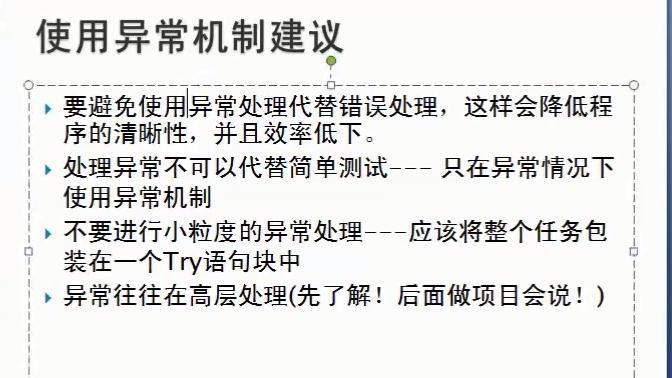 使用异常机制建议
要避免使用异常处理代替错误处理，这样会降低程
序的清晰性，并且效率低下。
处理异常不可以代替简单测试--- 只在异常情况下
使用异常机制
不要进行小粒度的异常处理---应该将整个任务包
装在一个Try语句块中
异常往往在高层处理(先了解！后面做项目会说！)